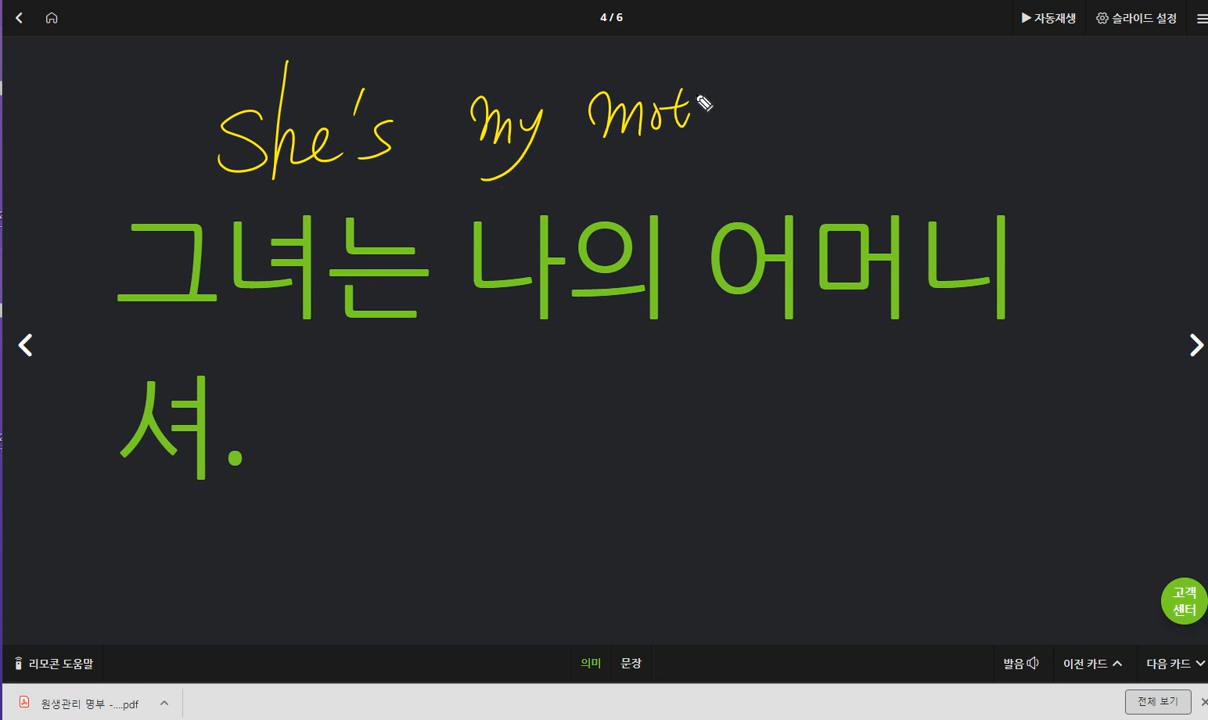 4 / 6
자동재생
슬라이드 설정
She's my mot
그녀는 나의 어머니
셔.
고객
센터
리모콘 도움말
의미
문장
발음
이전 카드
다음 카드
원생관리 명부 -....pdf
전체 보기